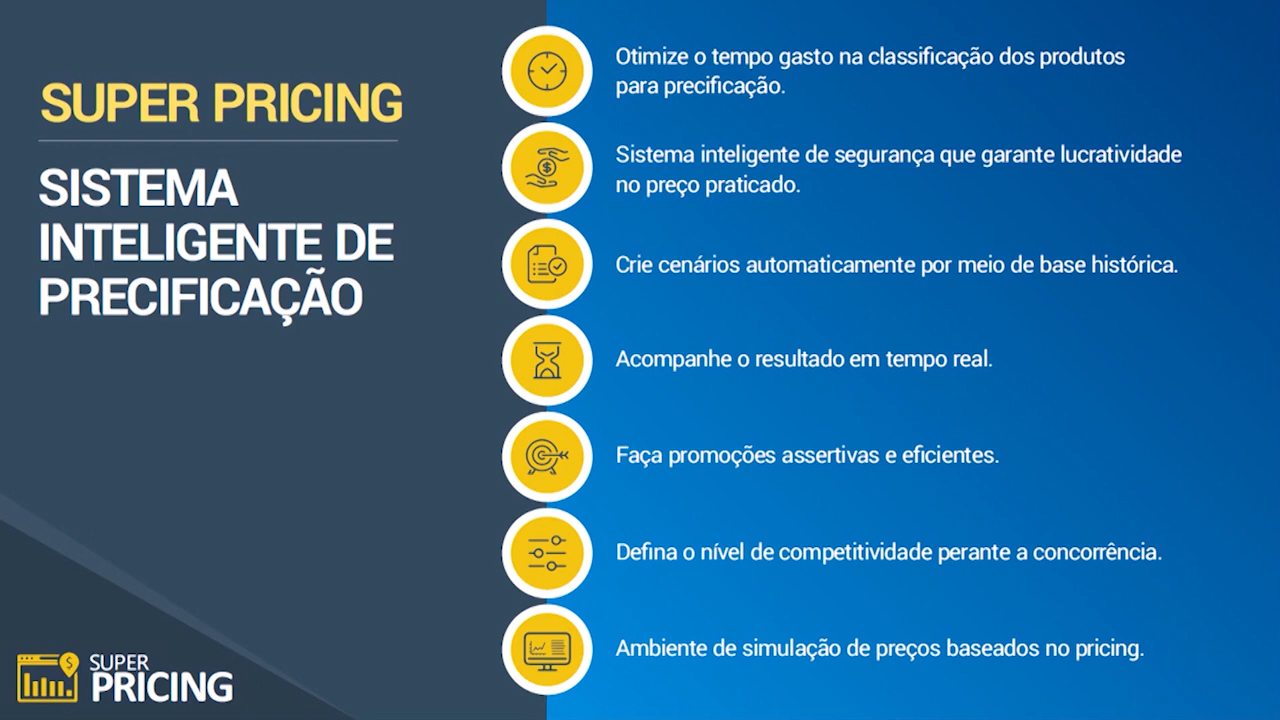 SUPER PRICING
SISTEMA
INTELIGENTE DE
PRECIFICAÇÃO
Otimize o tempo gasto na classificação dos produtos
para precificação.
Sistema inteligente de segurança que garante lucratividade
no preço praticado.
Crie cenários automaticamente por meio de base histórica.
Acompanhe o resultado em tempo real.
Faça promoções assertivas e eficientes.
Defina o nível de competitividade perante a concorrência.
Ambiente de simulação de preços baseados no pricing.
SUPER
PRICING